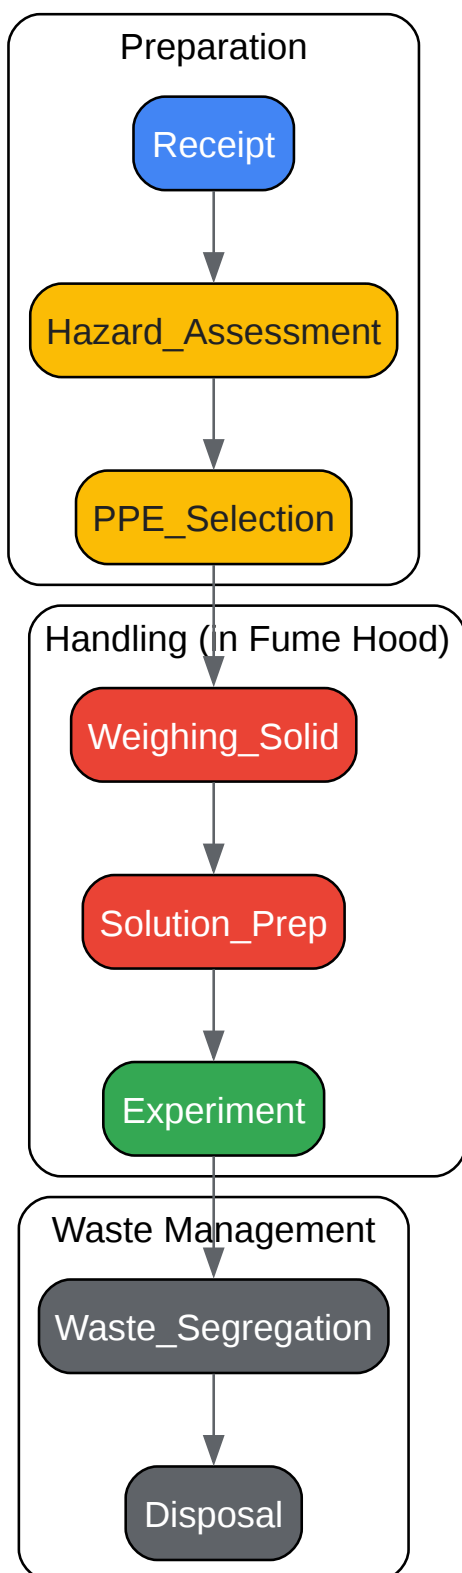 Preparation
Receipt
Hazard_Assessment
PPE_Selection
Handling (in Fume Hood)
Weighing_Solid
Solution_Prep
Experiment
Waste Management
Waste_Segregation
Disposal